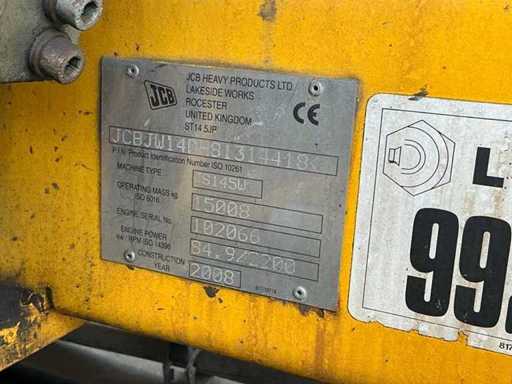 JCB
JCB HEAVY PRODUCTS LTD
LAKESIDE WORKS
ROCESTER
UNITED KINGDOM
ST14 5JP
CE
P.I.N. Product Identification Number ISO 10261
MACHINE TYPE JS145W
OPERATING MASS kg 15008
ISO 6016
ENGINE SERIAL No. 102066
ENGINE POWER 84.9/2200
kw / RPM ISO 14396
CONSTRUCTION YEAR 2008
L
99